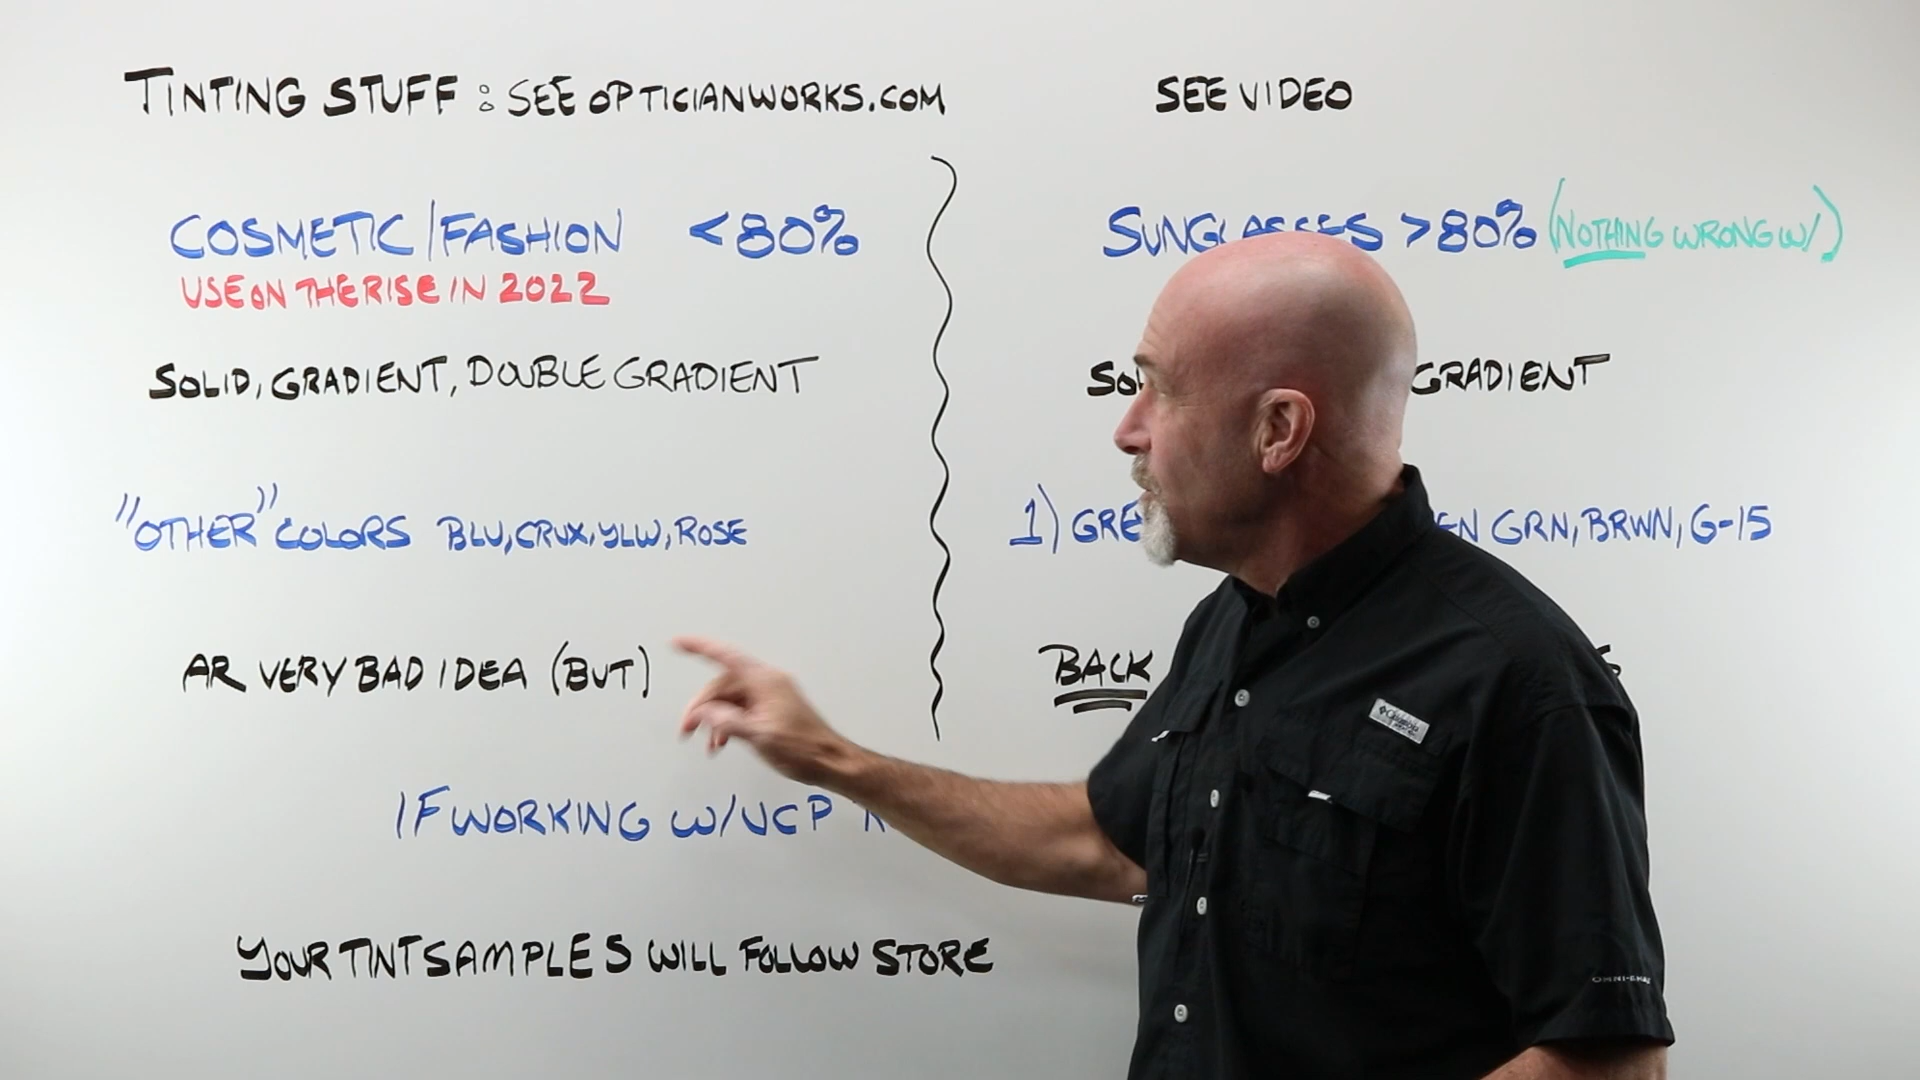 TINTING STUFF : SEE OPTICIANWORKS.COM
SEE VIDEO
COSMETIC/FASHION <80%
USE ON THE RISE IN 2022
SOLID, GRADIENT, DOUBLE GRADIENT
"OTHER" COLORS BLU, CRUX, YLW, ROSE
AR VERY BAD IDEA (BUT)
SUNGLASSES >80% (NOTHING WRONG W/)
GRADIENT
1) GRE
GRN, BRWN, G-15
BACK
IF WORKING W/UCP
YOUR TINT SAMPLES WILL FOLLOW STORE
Columbia